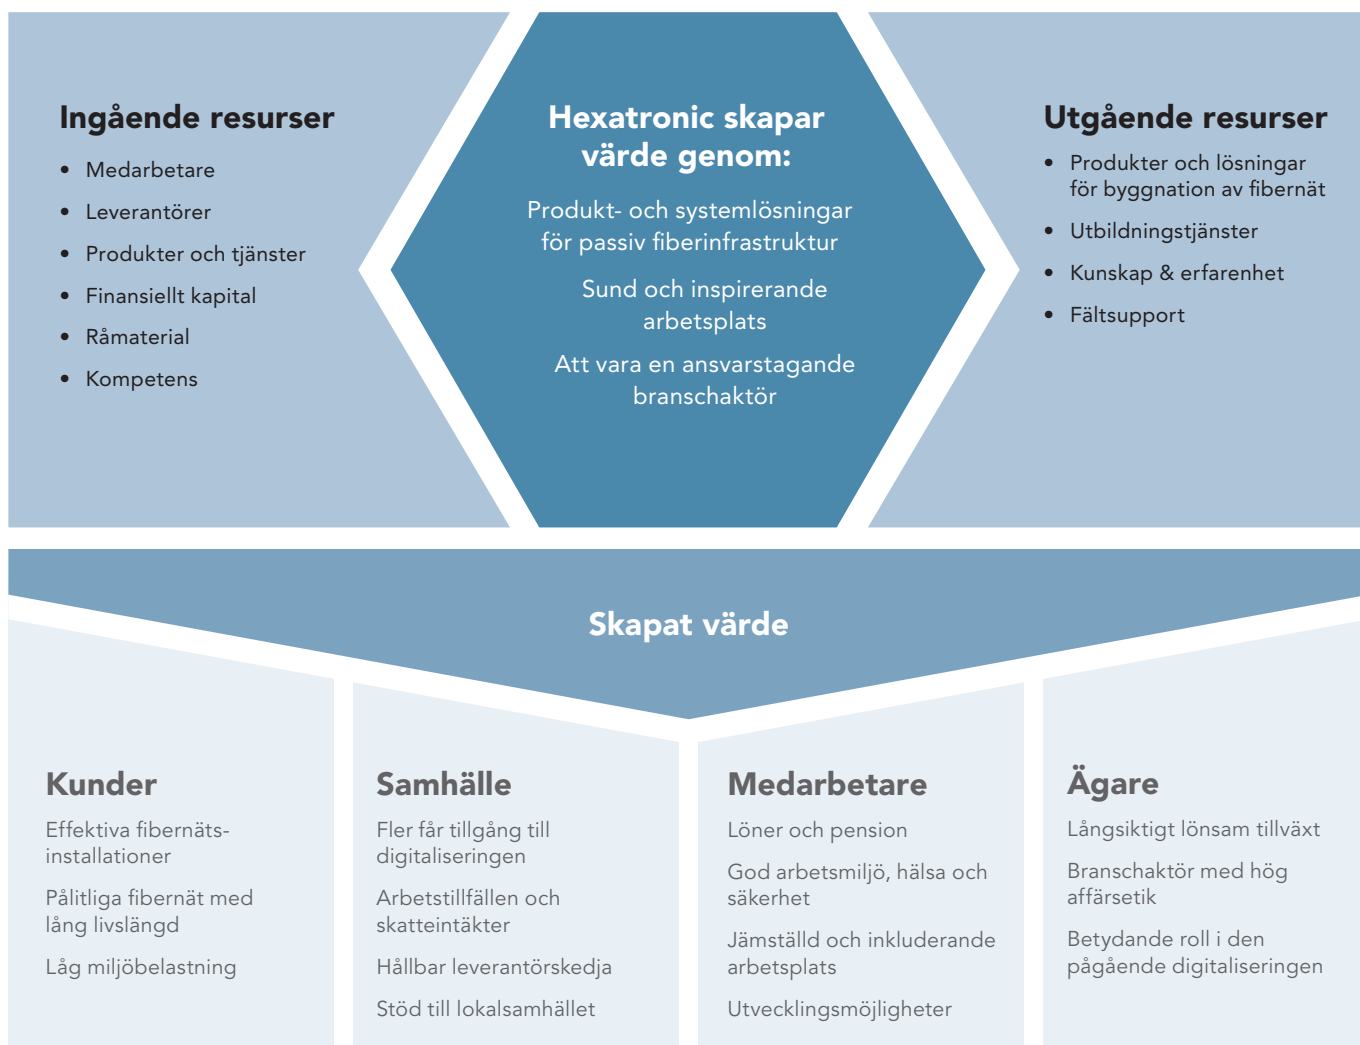 Ingående resurser
• Medarbetare
• Leverantörer
• Produkter och tjänster
• Finansiellt kapital
• Råmaterial
• Kompetens
Hexatronic skapar
värde genom:
Produkt- och systemlösningar
för passiv fiberinfrastruktur
Sund och inspirerande
arbetsplats
Att vara en ansvarstagande
branschaktör
Utgående resurser
• Produkter och lösningar
för byggnation av fibernät
• Utbildningstjänster
• Kunskap & erfarenhet
• Fältsupport
Skapat värde
Kunder
Effektiva fibernäts-
installationer
Pålitliga fibernät med
lång livslängd
Låg miljöbelastning
Samhälle
Fler får tillgång till
digitaliseringen
Arbetstillfällen och
skatteintäkter
Hållbar leverantörskedja
Stöd till lokalsamhället
Medarbetare
Löner och pension
God arbetsmiljö, hälsa och
säkerhet
Jämställd och inkluderande
arbetsplats
Utvecklingsmöjligheter
Ägare
Långsiktigt lönsam tillväxt
Branschaktör med hög
affärsetik
Betydande roll i den
pågående digitaliseringen